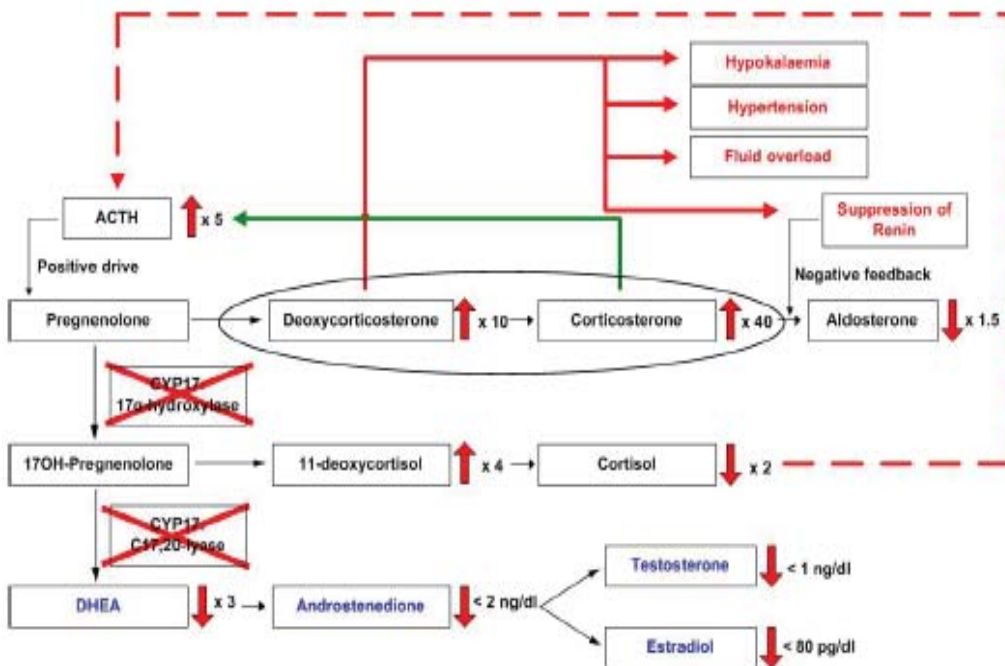 Hypokalaemia
Hypertension
Fluid overload
ACTH
x 5
Suppression of
Renin
Positive drive
Negative feedback
Pregnenolone
Deoxycorticosterone
x 10
Corticosterone
x 40
Aldosterone
x 1.5
CYP17
17α-hydroxylase
17OH-Pregnenolone
11-deoxycortisol
x 4
Cortisol
x 2
CYP17
C17,20-lyase
DHEA
x 3
Androstenedione
< 2 ng/dl
Testosterone
< 1 ng/dl
Estradiol
< 80 pg/dl